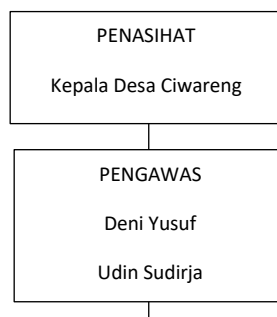 PENASIHAT
Kepala Desa Ciwareng
PENGAWAS
Deni Yusuf
Udin Sudirja